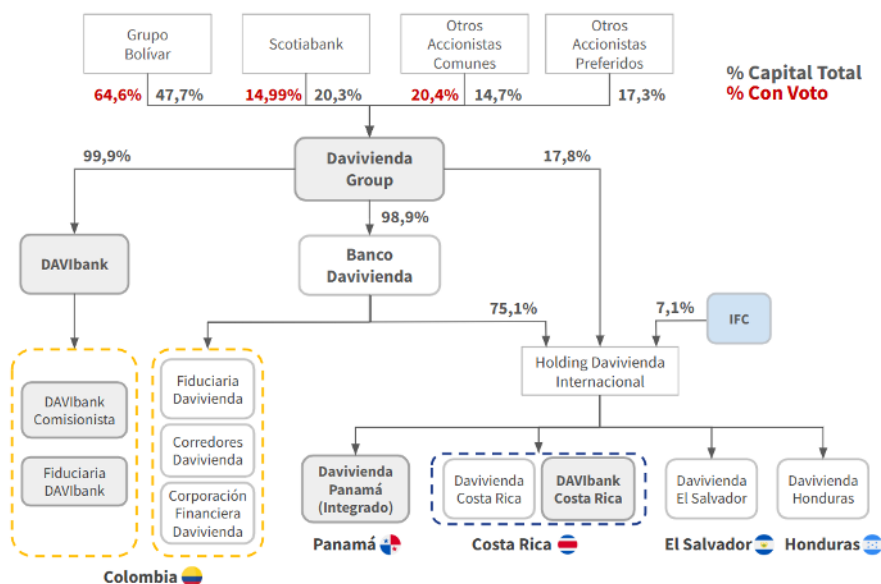 Grupo
Bolívar
Scotiabank
Otros
Accionistas
Comunes
Otros
Accionistas
Preferidos
% Capital Total
% Con Voto
64,6%
47,7%
14,99%
20,3%
20,4%
14,7%
17,3%
99,9%
Davivienda
Group
17,8%
98,9%
DAVIbank
Banco
Davivienda
75,1%
7,1%
IFC
Holding Davivienda
Internacional
DAVIbank
Comisionista
Fiduciaria
DAVIbank
Fiduciaria
Davivienda
Corredores
Davivienda
Corporación
Financiera
Davivienda
Colombia
Davivienda
Panamá
(Integrado)
Panamá
Davivienda
Costa Rica
DAVIbank
Costa Rica
Costa Rica
Davivienda
El Salvador
El Salvador
Davivienda
Honduras
Honduras